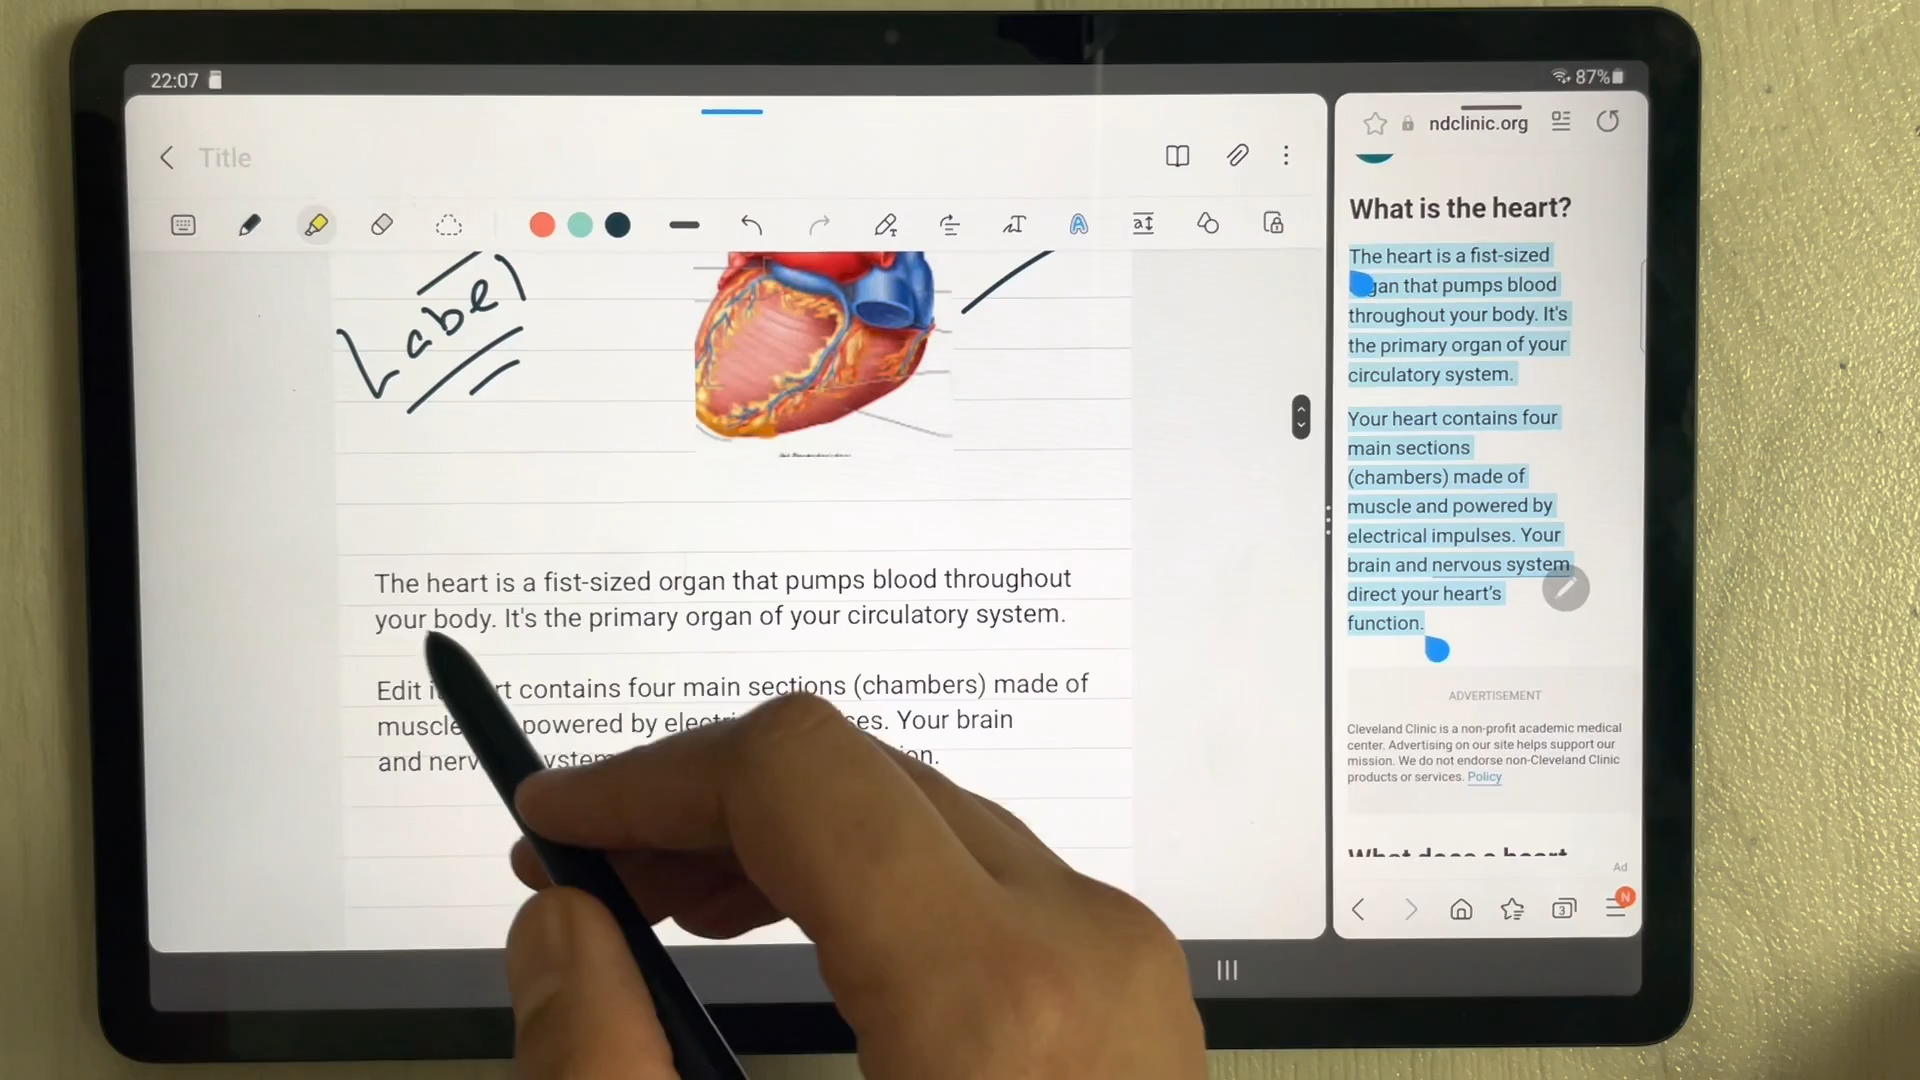 22:07
87%
Title
Label
The heart is a fist-sized organ that pumps blood throughout
your body. It's the primary organ of your circulatory system.
Edit contains four main sections (chambers) made of
muscle powered by Your brain
and
ndclinic.org
What is the heart?
The heart is a fist-sized
organ that pumps blood
throughout your body. It's
the primary organ of your
circulatory system.
Your heart contains four
main sections
(chambers) made of
muscle and powered by
electrical impulses. Your
brain and nervous system
direct your heart's
function.
ADVERTISEMENT
Cleveland Clinic is a non-profit academic medical
center. Advertising on our site helps support our
mission. We do not endorse non-Cleveland Clinic
products or services. Policy
What does a heart
Ad
3
N